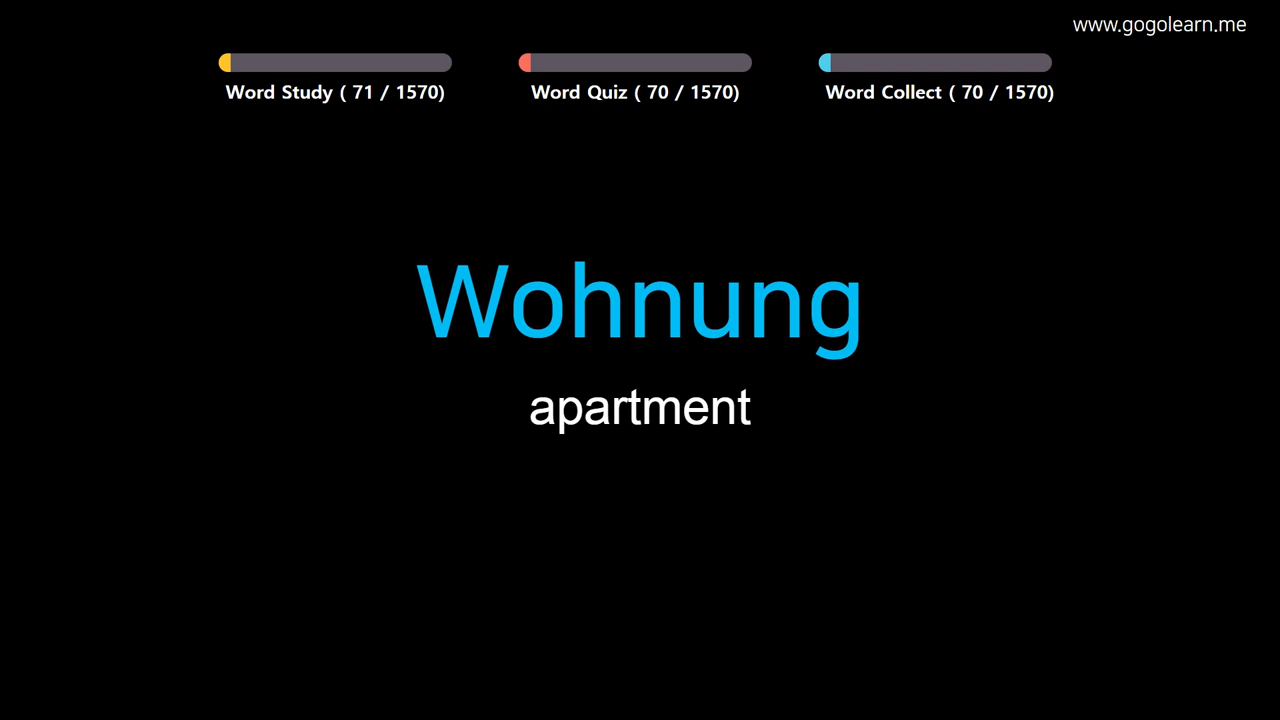 www.gogolearn.me
Word Study ( 71 / 1570)
Word Quiz ( 70 / 1570)
Word Collect ( 70 / 1570)
Wohnung
apartment